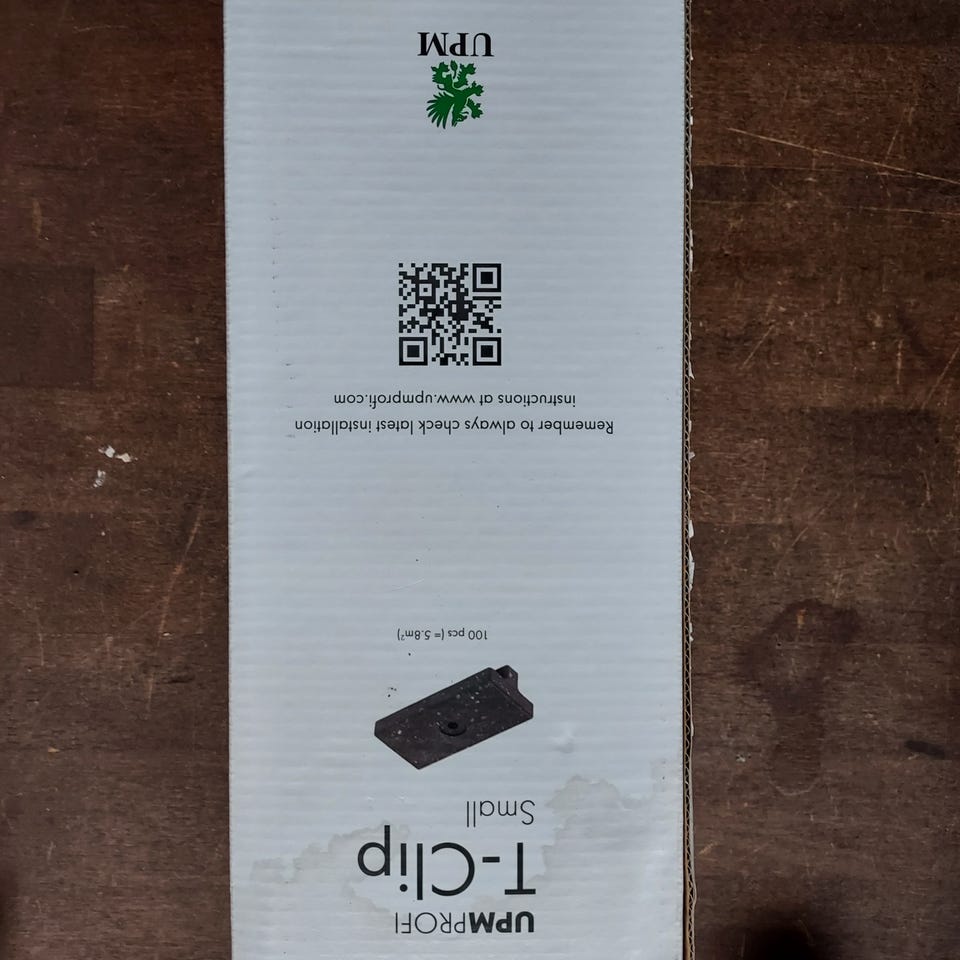 UPMPROFI
T-Clip
Small
100 pcs (= 5.8m²)
Remember to always check latest installation
instructions at www.upmprofi.com
UPM